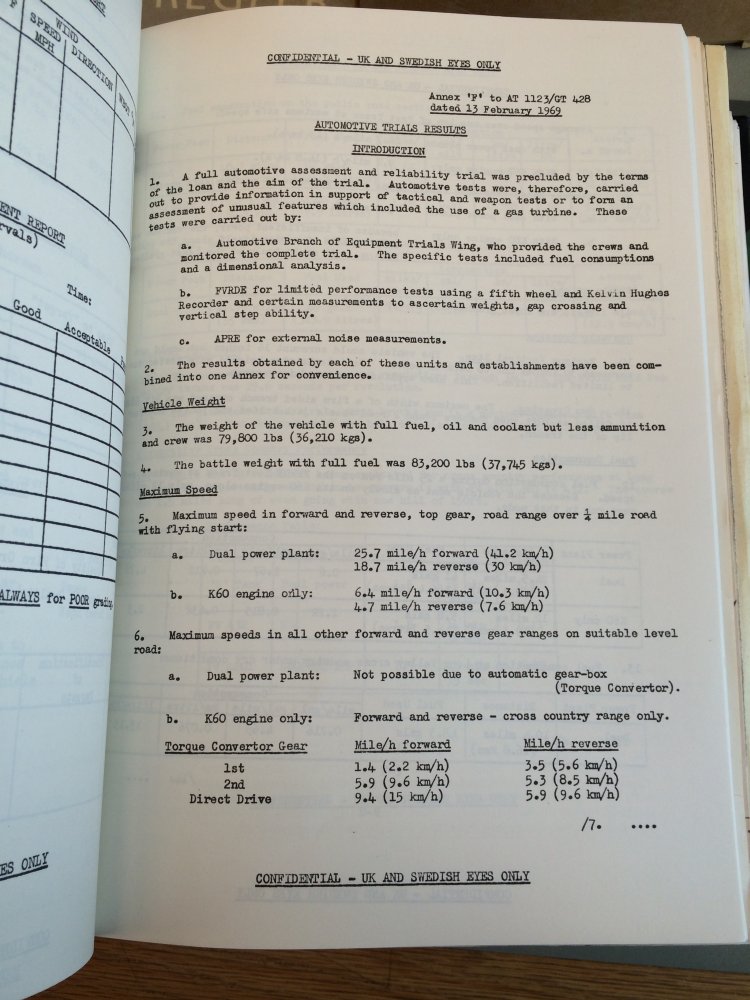 REGLER
WIND
SPEED
MPH
DIRECTION
ENT REPORT
rvals)
Time:
Good
Acceptable
ALWAYS for POOR grading,
ES ONLY
CONFIDENTIAL - UK AND SWEDISH EYES ONLY
Annex 'F' to AT 1123/GT 428
dated 13 February 1969
AUTOMOTIVE TRIALS RESULTS
INTRODUCTION
1. A full automotive assessment and reliability trial was precluded by the terms
of the loan and the aim of the trial. Automotive tests were, therefore, carried
out to provide information in support of tactical and weapon tests or to form an
assessment of unusual features which included the use of a gas turbine. These
tests were carried out by:
a. Automotive Branch of Equipment Trials Wing, who provided the crews and
monitored the complete trial. The specific tests included fuel consumptions
and a dimensional analysis.
b. FVRDE for limited performance tests using a fifth wheel and Kelvin Hughes
Recorder and certain measurements to ascertain weights, gap crossing and
vertical step ability.
c. APRE for external noise measurements.
2. The results obtained by each of these units and establishments have been com-
bined into one Annex for convenience.
Vehicle Weight
3. The weight of the vehicle with full fuel, oil and coolant but less ammunition
and crew was 79,800 lbs (36,210 kgs).
4. The battle weight with full fuel was 83,200 lbs (37,745 kgs).
Maximum Speed
5. Maximum speed in forward and reverse, top gear, road range over ¼ mile road
with flying start:
a. Dual power plant: 25.7 mile/h forward (41.2 km/h)
18.7 mile/h reverse (30 km/h)
b. K60 engine only: 6.4 mile/h forward (10.3 km/h)
4.7 mile/h reverse (7.6 km/h)
6. Maximum speeds in all other forward and reverse gear ranges on suitable level
road:
a. Dual power plant: Not possible due to automatic gear-box
(Torque Convertor).
b. K60 engine only: Forward and reverse - cross country range only.
Torque Convertor Gear Mile/h forward Mile/h reverse
1st 1.4 (2.2 km/h) 3.5 (5.6 km/h)
2nd 5.9 (9.6 km/h) 5.3 (8.5 km/h)
Direct Drive 9.4 (15 km/h) 5.9 (9.6 km/h)
/7. ....
CONFIDENTIAL - UK AND SWEDISH EYES ONLY